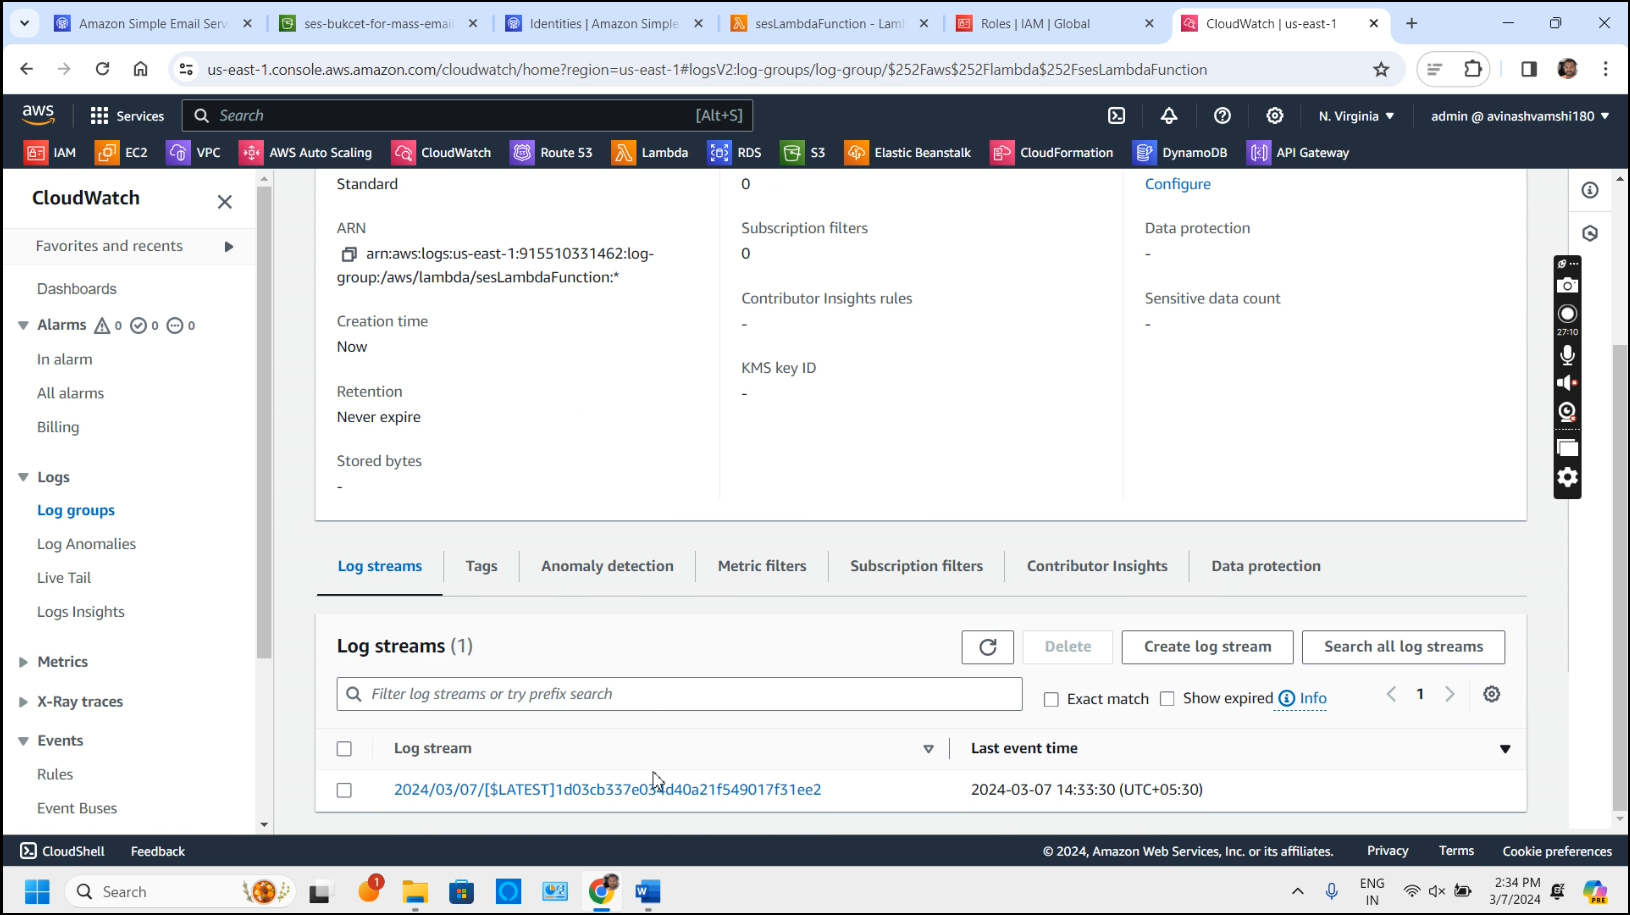 Amazon Simple Email Serv
ses-bukcet-for-mass-email
Identities | Amazon Simple
sesLambdaFunction - Lam
Roles | IAM | Global
CloudWatch | us-east-1
us-east-1.console.aws.amazon.com/cloudwatch/home?region=us-east-1#logsV2:log-groups/log-group/$252Faws$252Flambda$252FsesLambdaFunction
aws
Services
Search
[Alt+S]
N. Virginia
admin @ avinashvamshi180
IAM
EC2
VPC
AWS Auto Scaling
CloudWatch
Route 53
Lambda
RDS
S3
Elastic Beanstalk
CloudFormation
DynamoDB
API Gateway
CloudWatch
Favorites and recents
Dashboards
Alarms 0 0 0
In alarm
All alarms
Billing
Logs
Log groups
Log Anomalies
Live Tail
Logs Insights
Metrics
X-Ray traces
Events
Rules
Event Buses
Standard
ARN
arn:aws:logs:us-east-1:915510331462:log-
group:/aws/lambda/sesLambdaFunction:*
Creation time
Now
Retention
Never expire
Stored bytes
-
0
Subscription filters
0
Contributor Insights rules
-
KMS key ID
-
Configure
Data protection
-
Sensitive data count
-
27:10
Log streams
Tags
Anomaly detection
Metric filters
Subscription filters
Contributor Insights
Data protection
Log streams (1)
Delete
Create log stream
Search all log streams
Filter log streams or try prefix search
Exact match
Show expired
Info
1
Log stream
Last event time
2024-03-07 14:33:30 (UTC+05:30)
CloudShell
Feedback
© 2024, Amazon Web Services, Inc. or its affiliates.
Privacy
Terms
Cookie preferences
Search
1
W
ENG
IN
2:34 PM
3/7/2024
PRE